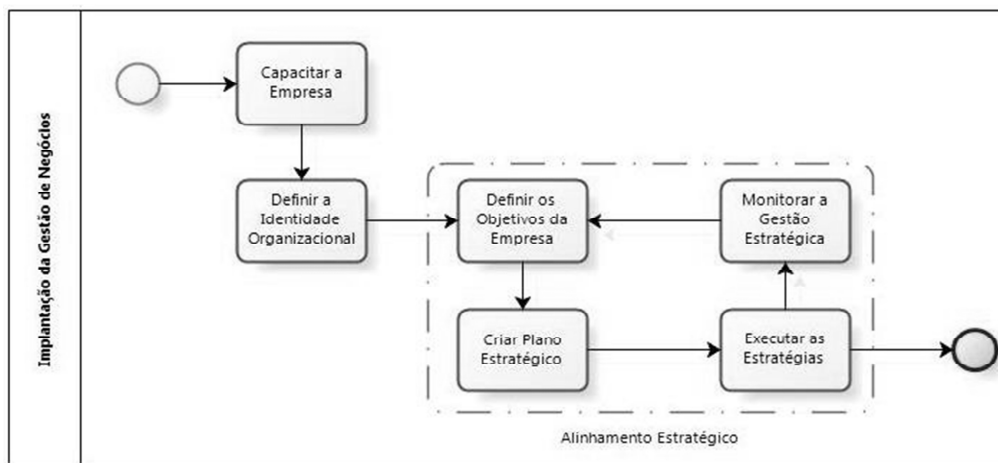 Implantação da Gestão de Negócios
Capacitar a
Empresa
Definir a
Identidade
Organizacional
Definir os
Objetivos da
Empresa
Monitorar a
Gestão
Estratégica
Criar Plano
Estratégico
Executar as
Estratégias
Alinhamento Estratégico